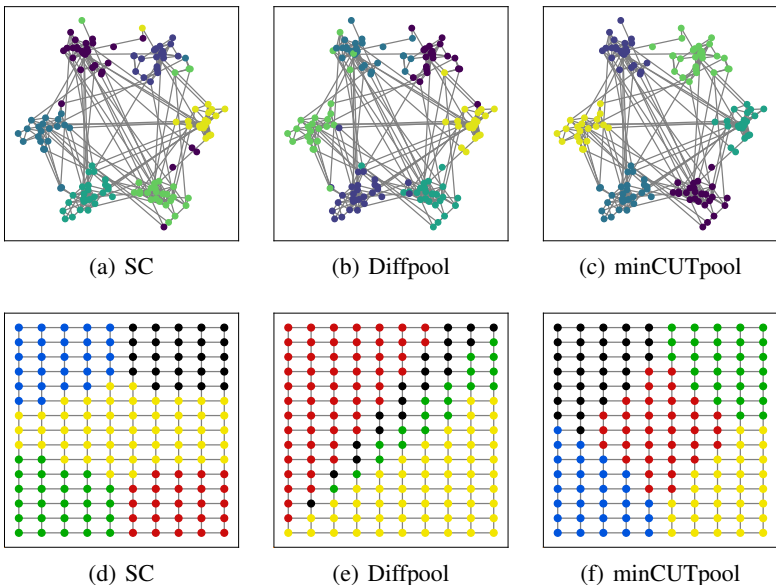 (a) SC
(b) Diffpool
(c) minCUTpool
(d) SC
(e) Diffpool
(f) minCUTpool